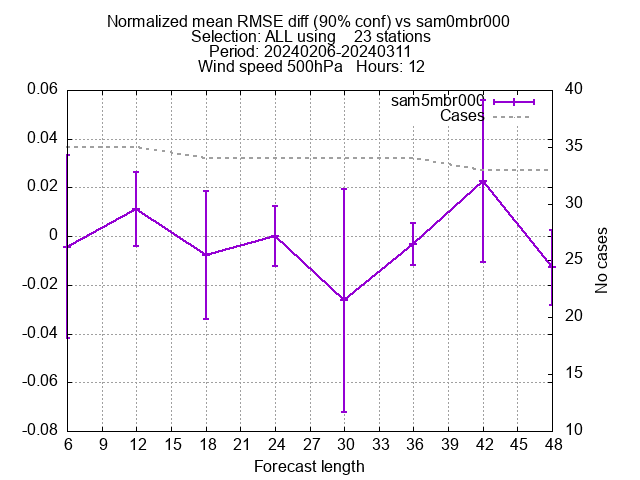 Normalized mean RMSE diff (90% conf) vs sam0mbr000
Selection: ALL using    23 stations
Period: 20240206-20240311
Wind speed 500hPa   Hours: 12
sam5mbr000
Cases
0.06
0.04
0.02
0
-0.02
-0.04
-0.06
-0.08
40
35
30
25
20
15
10
No cases
6 9 12 15 18 21 24 27 30 33 36 39 42 45 48
Forecast length